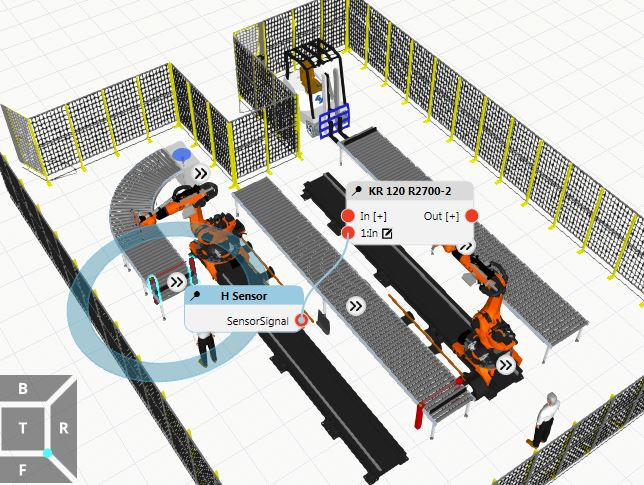 KR 120 R2700-2
In [+]
Out [+]
1:In
H Sensor
SensorSignal
B
T
R
F